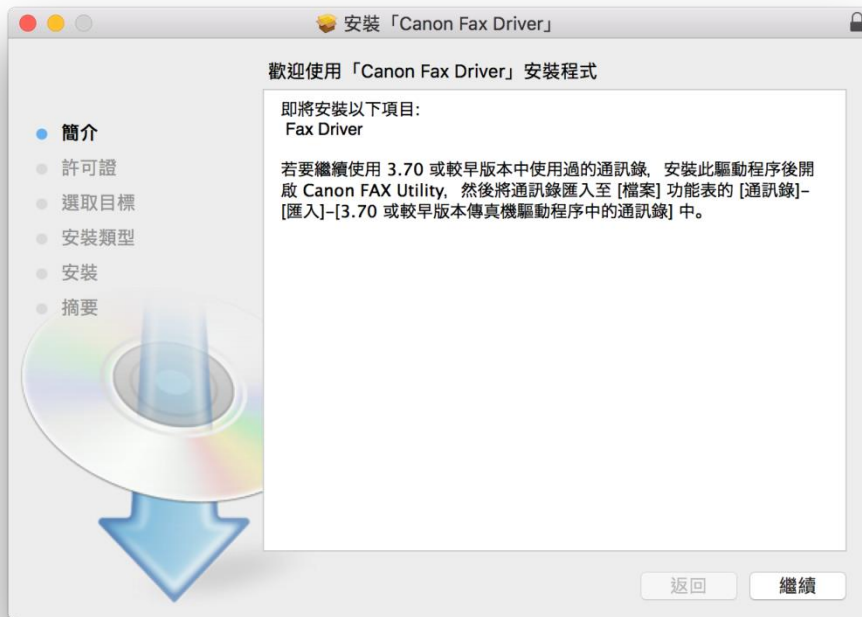 安裝「Canon Fax Driver」
歡迎使用「Canon Fax Driver」安裝程式
簡介
許可證
選取目標
安裝類型
安裝
摘要
即將安裝以下項目:
Fax Driver
若要繼續使用 3.70 或較早版本中使用過的通訊錄，安裝此驅動程序後開
啟 Canon FAX Utility，然後將通訊錄匯入至 [檔案] 功能表的 [通訊錄]-
[匯入]-[3.70 或較早版本傳真機驅動程序中的通訊錄] 中。
返回
繼續